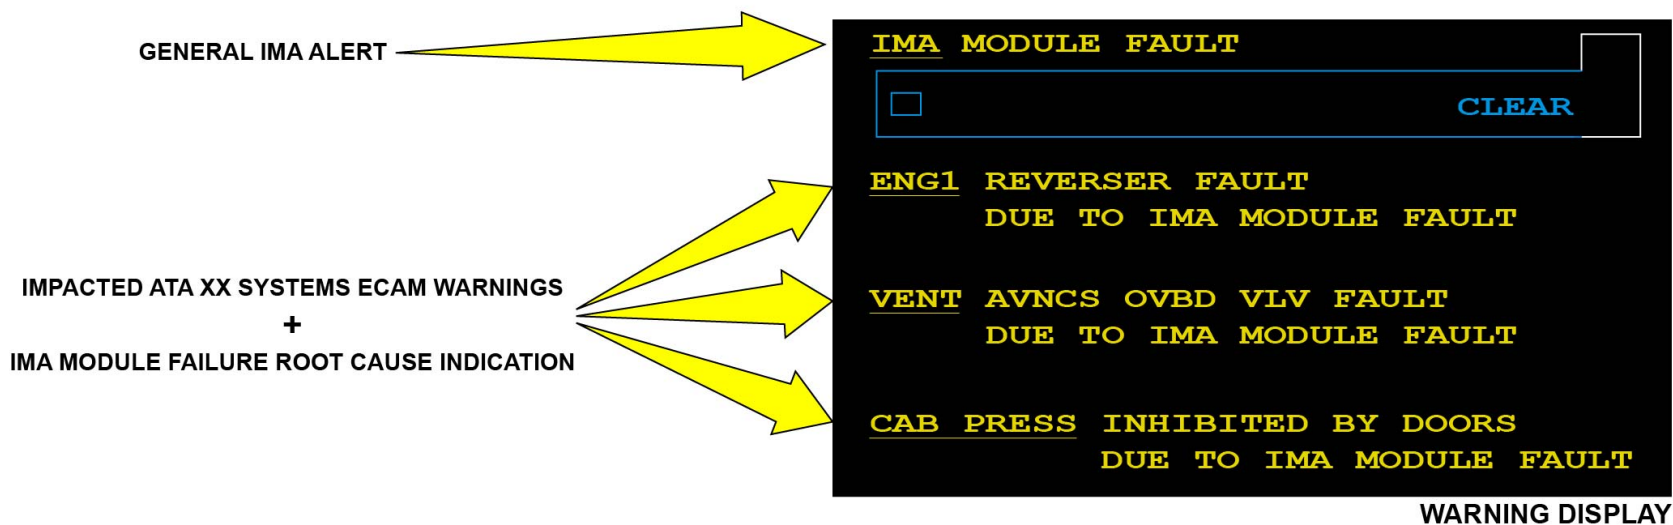 GENERAL IMA ALERT
IMA MODULE FAULT
CLEAR
ENG1 REVERSER FAULT
DUE TO IMA MODULE FAULT
IMPACTED ATA XX SYSTEMS ECAM WARNINGS
+
IMA MODULE FAILURE ROOT CAUSE INDICATION
VENT AVNCS OVBD VLV FAULT
DUE TO IMA MODULE FAULT
CAB PRESS INHIBITED BY DOORS
DUE TO IMA MODULE FAULT
WARNING DISPLAY